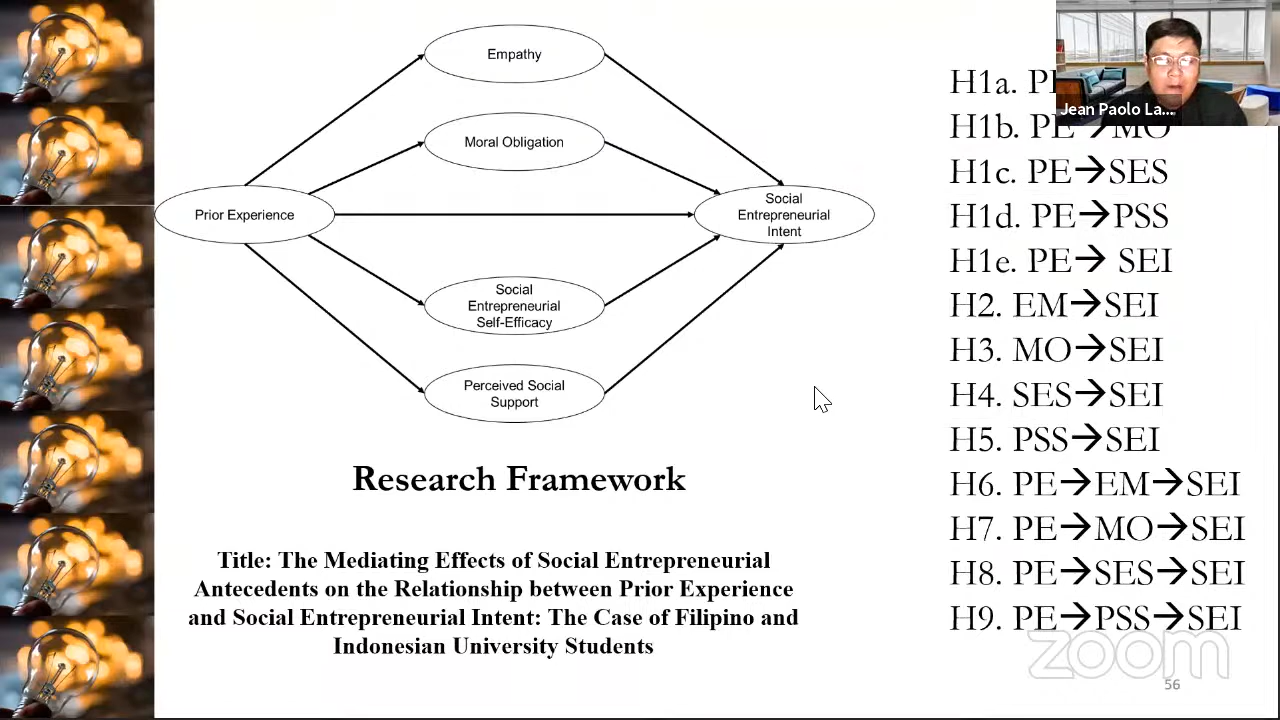 Empathy
Moral Obligation
Prior Experience
Social
Entrepreneurial
Intent
Social
Entrepreneurial
Self-Efficacy
Perceived Social
Support
Research Framework
Title: The Mediating Effects of Social Entrepreneurial
Antecedents on the Relationship between Prior Experience
and Social Entrepreneurial Intent: The Case of Filipino and
Indonesian University Students
H1a.
Jean Paolo La...
H1b. PE→MO
H1c. PE→SES
H1d. PE→PSS
H1e. PE→ SEI
H2. EM→SEI
H3. MO→SEI
H4. SES→SEI
H5. PSS→SEI
H6. PE→EM→SEI
H7. PE→MO→SEI
H8. PE→SES→SEI
H9. PE→PSS→SEI
zoom
56